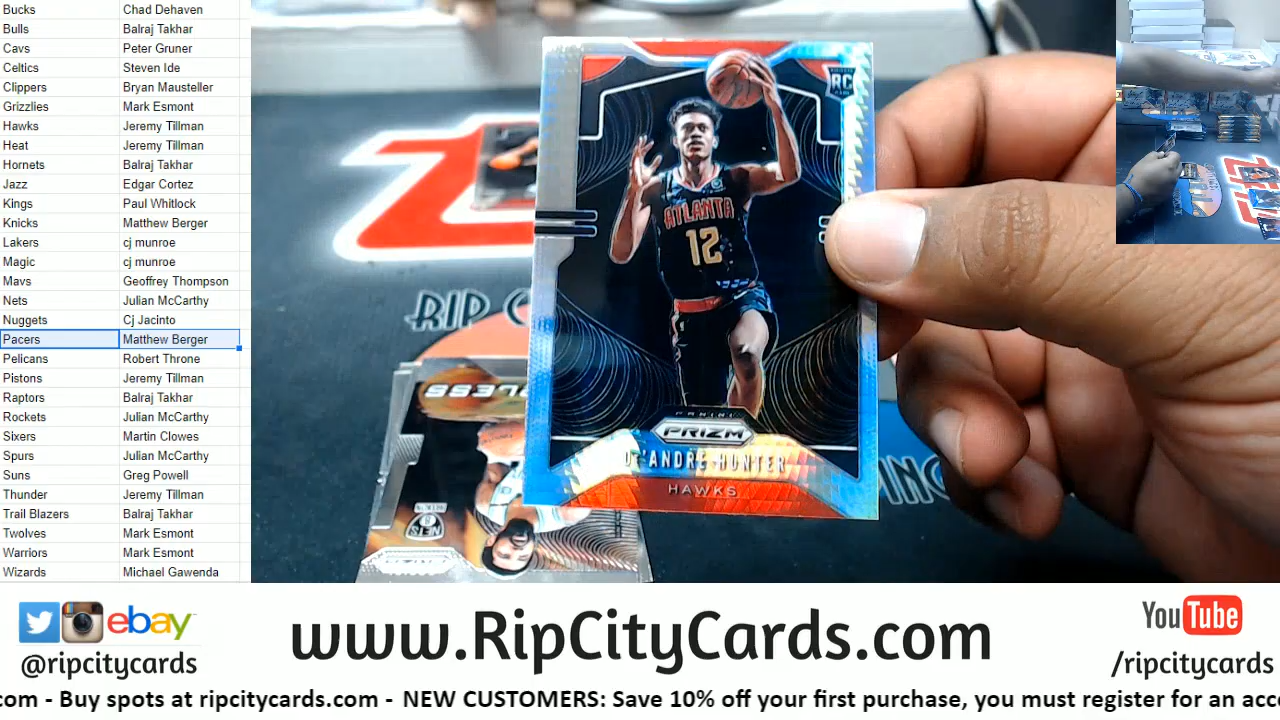 Bucks Chad Dehaven
Bulls Balraj Takhar
Cavs Peter Gruner
Celtics Steven Ide
Clippers Bryan Mausteller
Grizzlies Mark Esmont
Hawks Jeremy Tillman
Heat Jeremy Tillman
Hornets Balraj Takhar
Jazz Edgar Cortez
Kings Paul Whitlock
Knicks Matthew Berger
Lakers cj munroe
Magic cj munroe
Mavs Geoffrey Thompson
Nets Julian McCarthy
Nuggets Cj Jacinto
Pacers Matthew Berger
Pelicans Robert Throne
Pistons Jeremy Tillman
Raptors Balraj Takhar
Rockets Julian McCarthy
Sixers Martin Clowes
Spurs Julian McCarthy
Suns Greg Powell
Thunder Jeremy Tillman
Trail Blazers Balraj Takhar
Twolves Mark Esmont
Warriors Mark Esmont
Wizards Michael Gawenda
RC
ATLANTA
12
PANINI
PRIZM
DE'ANDRE HUNTER
HAWKS
RIP C
NETS
ebay
@ripcitycards
www.RipCityCards.com
YouTube
/ripcitycards
com - Buy spots at ripcitycards.com - NEW CUSTOMERS: Save 10% off your first purchase, you must register for an acc